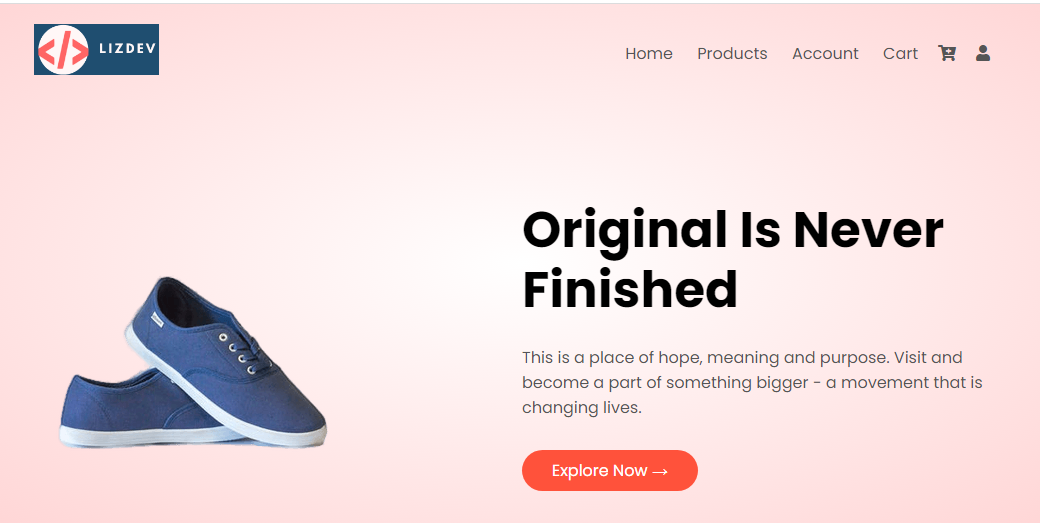 </> LIZDEV
Home Products Account Cart
Original Is Never
Finished
This is a place of hope, meaning and purpose. Visit and
become a part of something bigger - a movement that is
changing lives.
Explore Now →